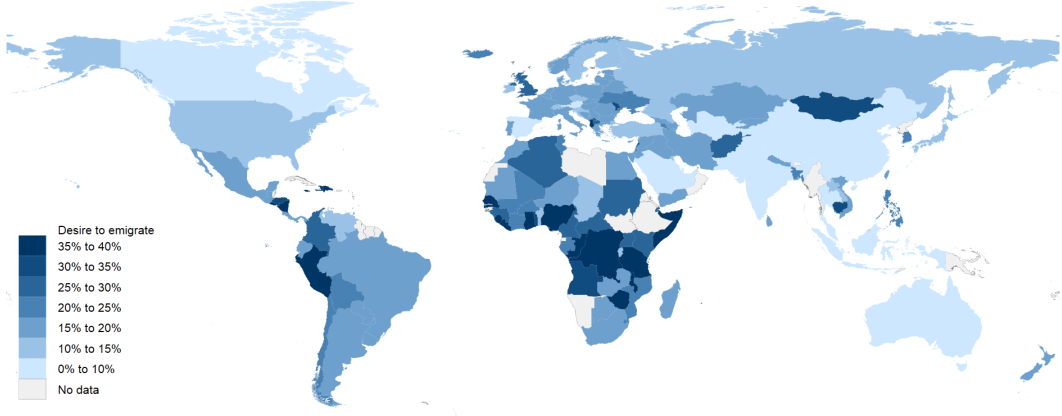 Desire to emigrate
35% to 40%
30% to 35%
25% to 30%
20% to 25%
15% to 20%
10% to 15%
0% to 10%
No data